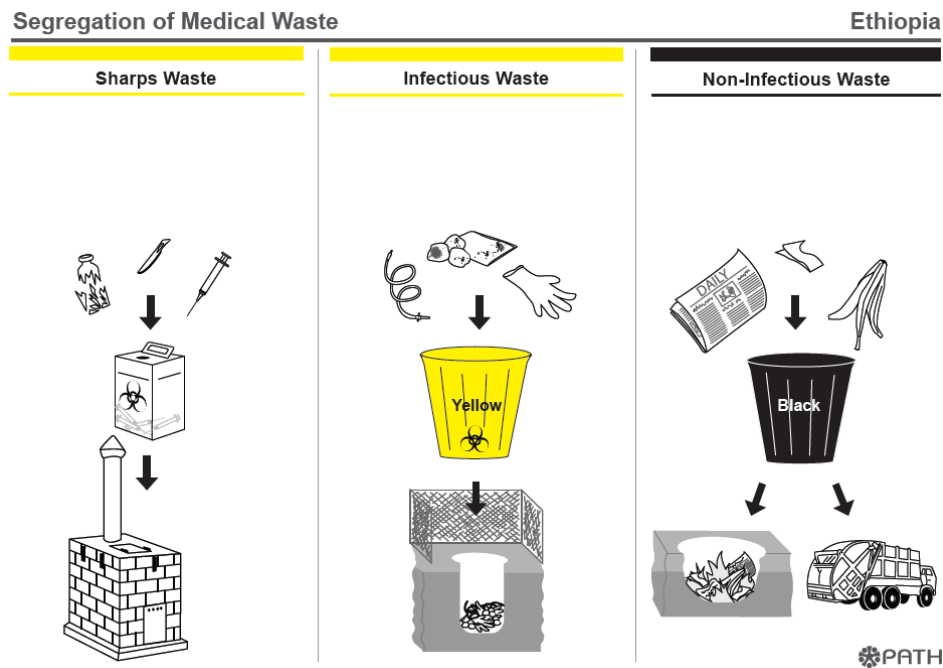 Segregation of Medical Waste
Ethiopia
Sharps Waste
Infectious Waste
Non-Infectious Waste
DAILY
Yellow
Black
PATH